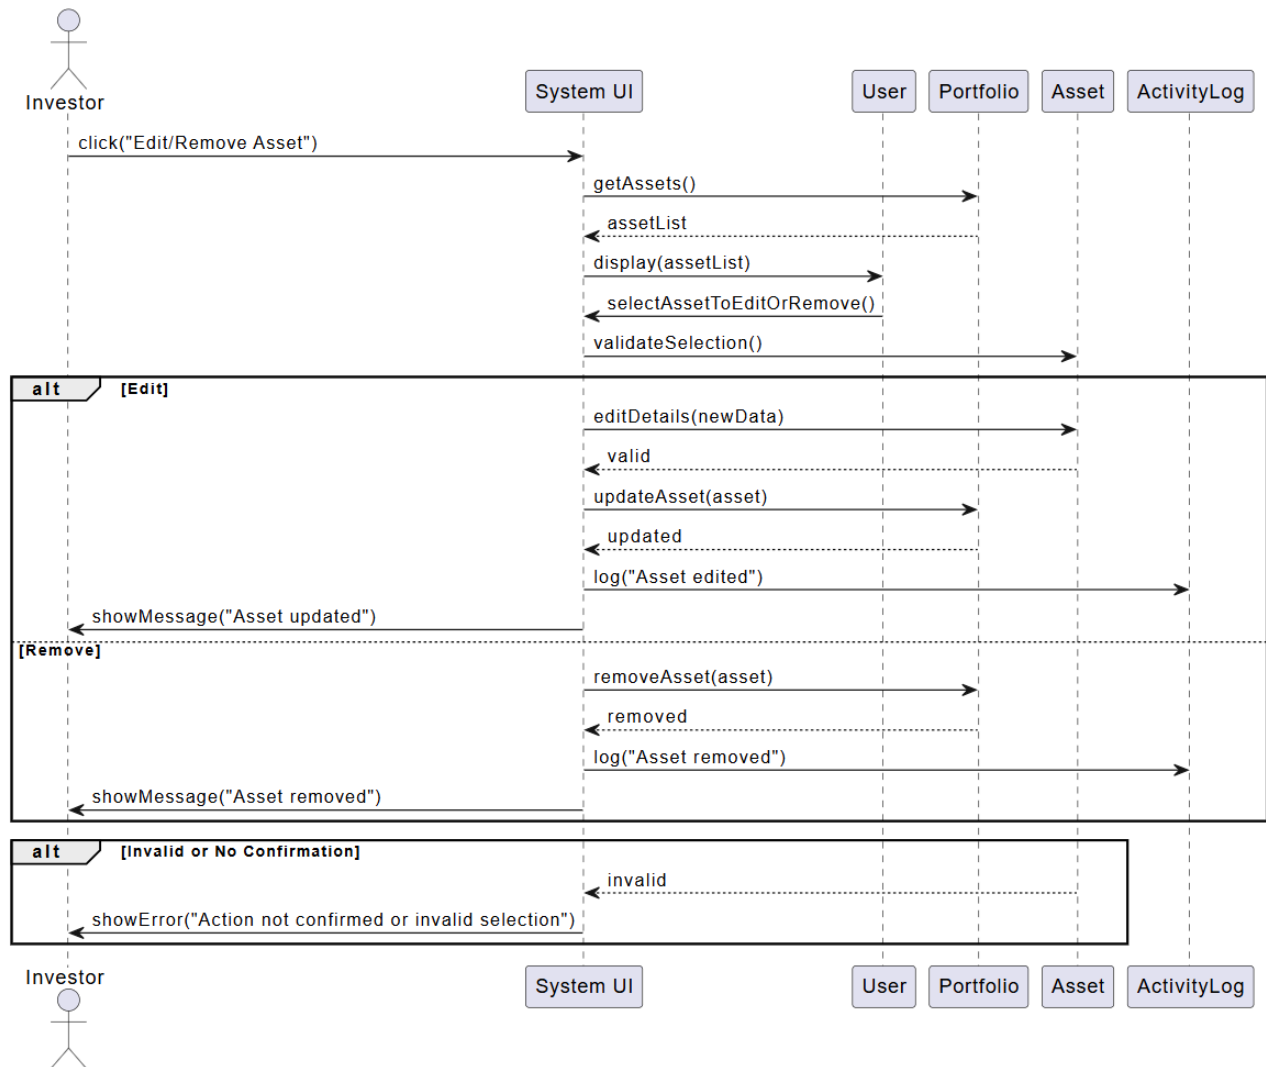 Investor
System UI
User
Portfolio
Asset
ActivityLog
click("Edit/Remove Asset")
getAssets()
assetList
display(assetList)
selectAssetToEditOrRemove()
validateSelection()
alt [Edit]
editDetails(newData)
valid
updateAsset(asset)
updated
log("Asset edited")
showMessage("Asset updated")
[Remove]
removeAsset(asset)
removed
log("Asset removed")
showMessage("Asset removed")
alt [Invalid or No Confirmation]
invalid
showError("Action not confirmed or invalid selection")
Investor
System UI
User
Portfolio
Asset
ActivityLog